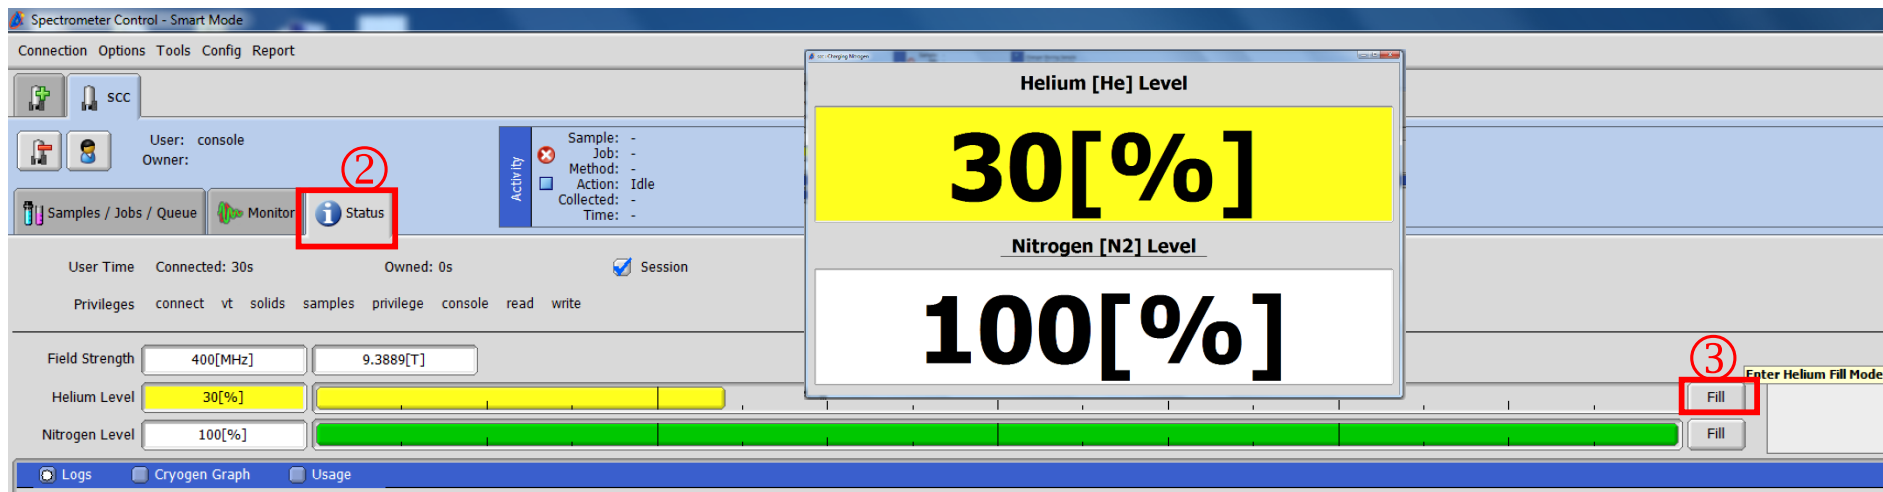 Spectrometer Control - Smart Mode
Connection Options Tools Config Report
scc
User: console
Owner:
②
Activity
Sample: -
Job: -
Method: -
Action: Idle
Collected: -
Time: -
Samples / Jobs / Queue
Monitor
Status
scc - Charging Nitrogen
Helium [He] Level
30[%]
Nitrogen [N2] Level
100[%]
User Time Connected: 30s Owned: 0s Session
Privileges connect vt solids samples privilege console read write
Field Strength 400[MHz] 9.3889[T]
③
Enter Helium Fill Mode
Helium Level 30[%] Fill
Nitrogen Level 100[%] Fill
Logs Cryogen Graph Usage